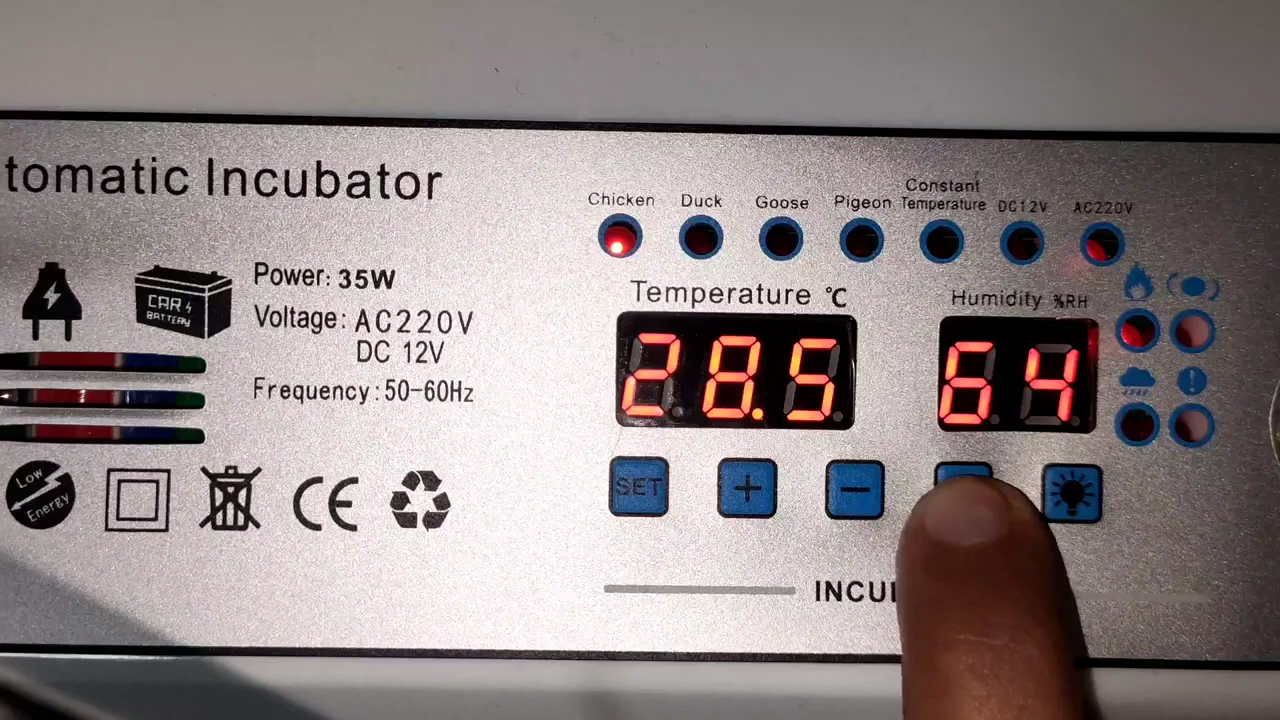 tomatic Incubator
Power: 35W
Voltage: AC220V
DC 12V
Frequency: 50-60Hz
CAR
BATTERY
Low
Energy
CE
Chicken
Duck
Goose
Pigeon
Constant
Temperature
DC12V
AC220V
Temperature ℃
Humidity %RH
28.5
64
SET
+
−
INCU